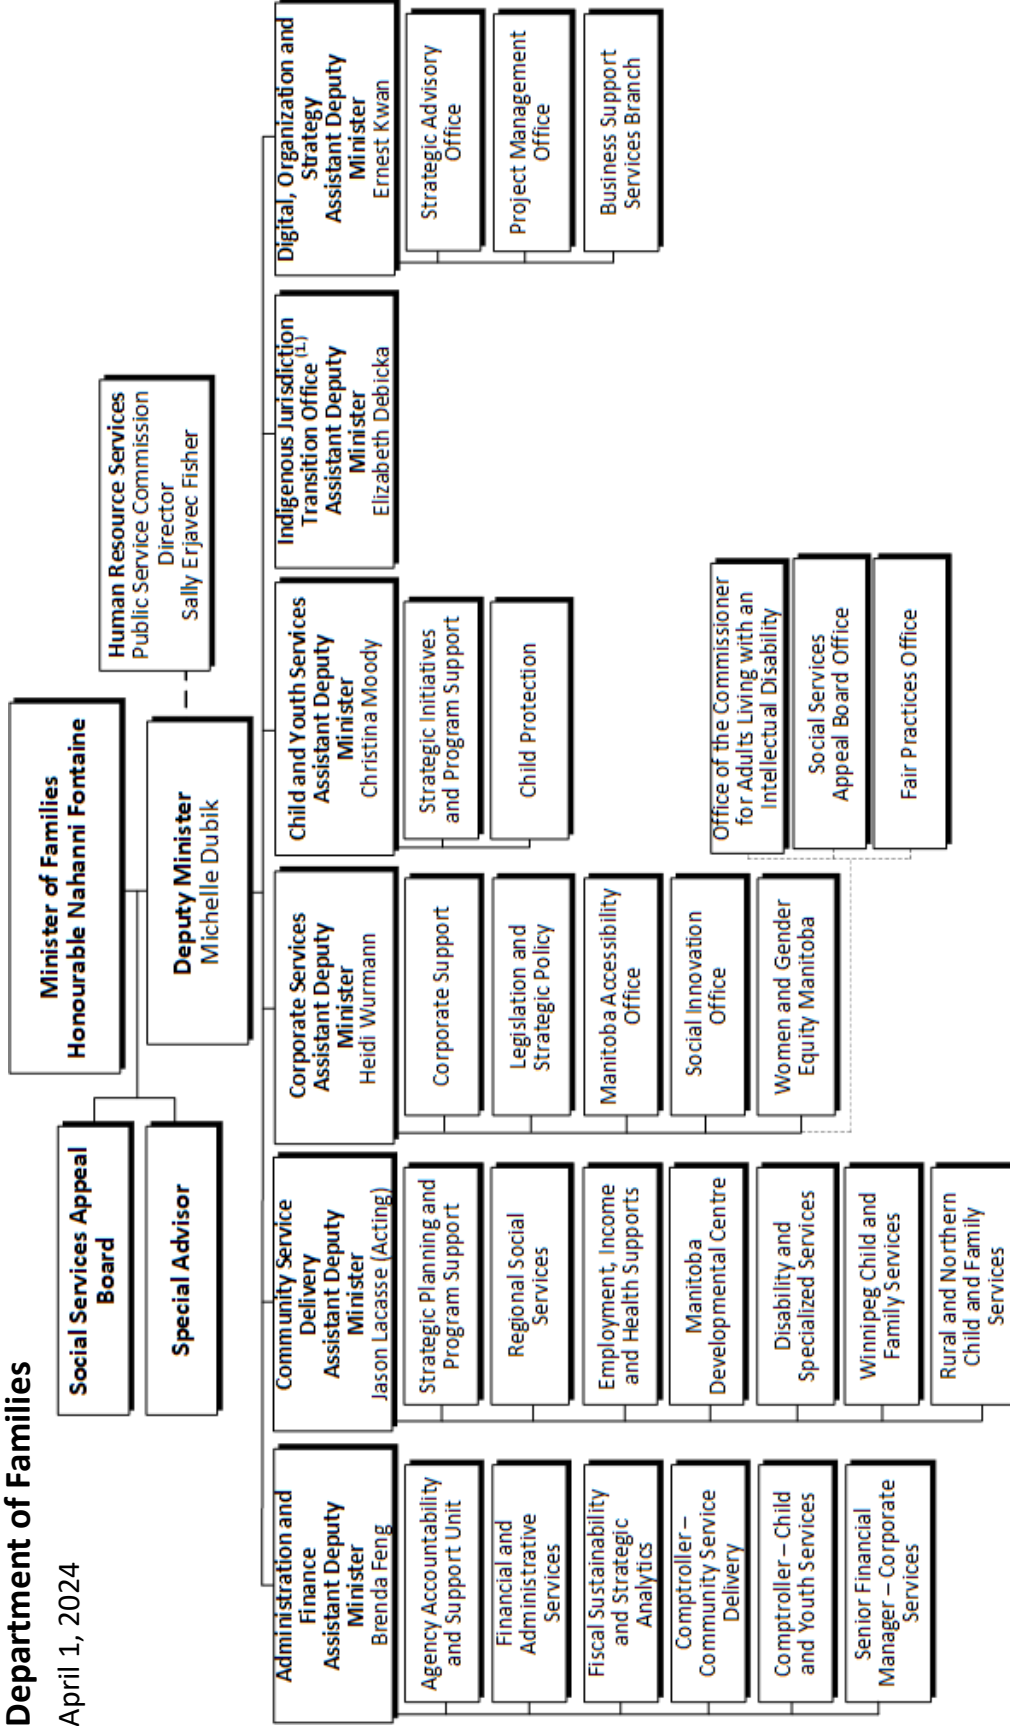 Department of Families
April 1, 2024
Minister of Families
Honourable Nahanni Fontaine
Social Services Appeal
Board
Special Advisor
Deputy Minister
Michelle Dubik
Human Resource Services
Public Service Commission
Director
Sally Erjavec Fisher
Administration and
Finance
Assistant Deputy
Minister
Brenda Feng
Agency Accountability
and Support Unit
Financial and
Administrative
Services
Fiscal Sustainability
and Strategic
Analytics
Comptroller –
Community Service
Delivery
Comptroller – Child
and Youth Services
Senior Financial
Manager – Corporate
Services
Community Service
Delivery
Assistant Deputy
Minister
Jason Lacasse (Acting)
Strategic Planning and
Program Support
Regional Social
Services
Employment, Income
and Health Supports
Manitoba
Developmental Centre
Disability and
Specialized Services
Winnipeg Child and
Family Services
Rural and Northern
Child and Family
Services
Corporate Services
Assistant Deputy
Minister
Heidi Wurmann
Corporate Support
Legislation and
Strategic Policy
Manitoba Accessibility
Office
Social Innovation
Office
Women and Gender
Equity Manitoba
Office of the Commissioner
for Adults Living with an
Intellectual Disability
Social Services
Appeal Board Office
Fair Practices Office
Child and Youth Services
Assistant Deputy
Minister
Christina Moody
Strategic Initiatives
and Program Support
Child Protection
Indigenous Jurisdiction
Transition Office (1.)
Assistant Deputy
Minister
Elizabeth Debicka
Digital, Organization and
Strategy
Assistant Deputy
Minister
Ernest Kwan
Strategic Advisory
Office
Project Management
Office
Business Support
Services Branch